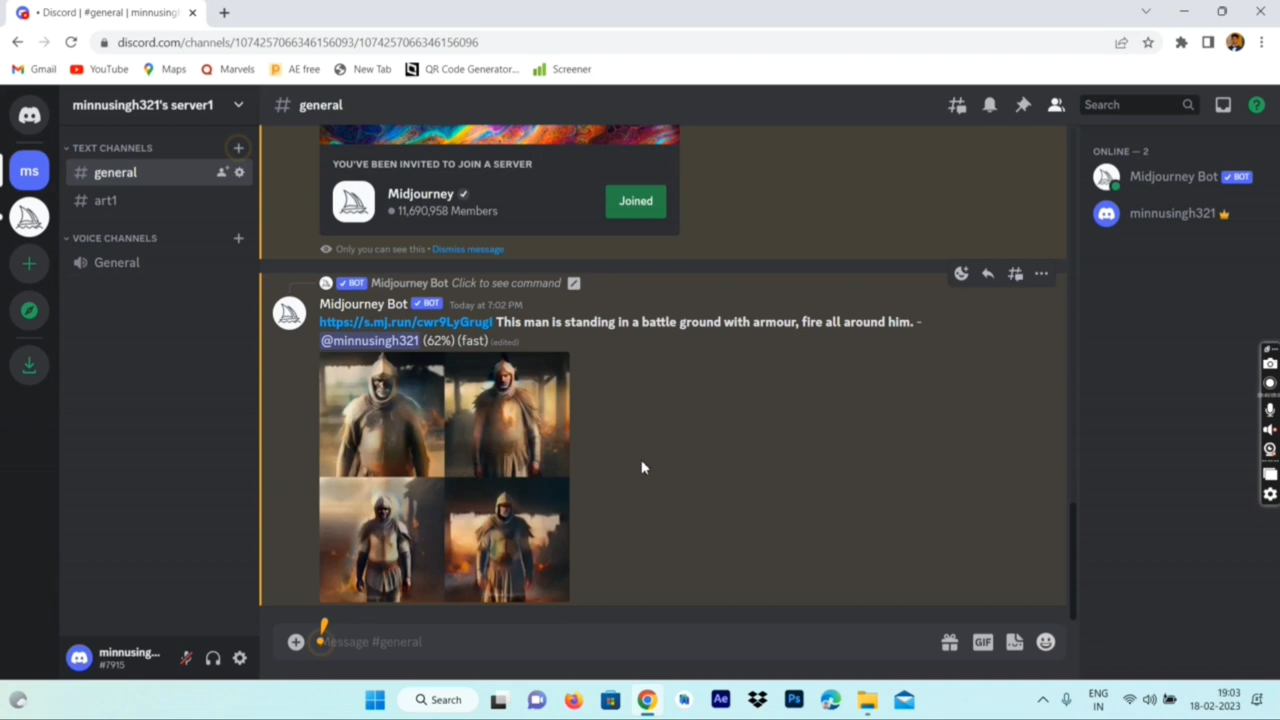 • Discord | #general | minnusingh
discord.com/channels/1074257066346156093/1074257066346156096
Gmail
YouTube
Maps
Marvels
AE free
New Tab
QR Code Generator...
Screener
minnusingh321's server1
general
Search
TEXT CHANNELS
general
art1
VOICE CHANNELS
General
ms
YOU'VE BEEN INVITED TO JOIN A SERVER
Midjourney
11,690,958 Members
Joined
Only you can see this • Dismiss message
BOT Midjourney Bot Click to see command
Midjourney Bot BOT Today at 7:02 PM
https://s.mj.run/cwr9LyGrugI This man is standing in a battle ground with armour, fire all around him. -
@minnusingh321 (62%) (fast) (edited)
ONLINE — 2
Midjourney Bot BOT
minnusingh321
Message #general
GIF
minnusing...
#7915
Search
Ae
Ps
ENG
IN
19:03
18-02-2023